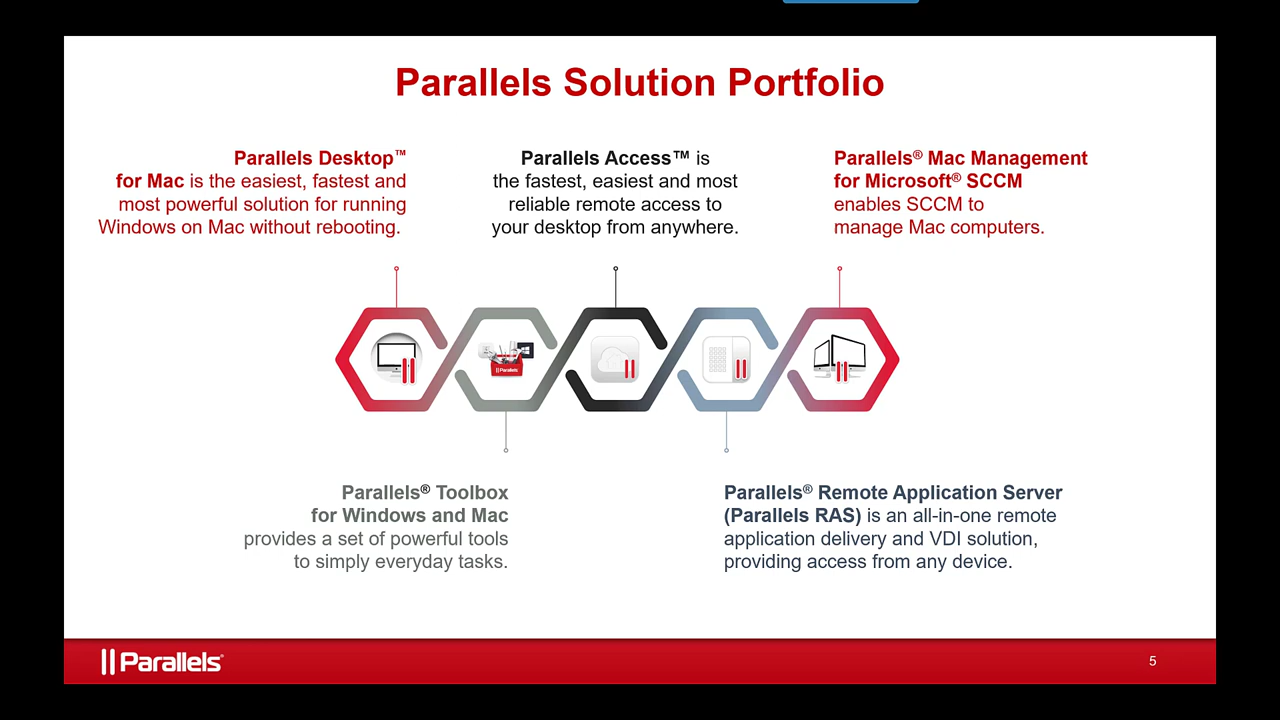 Parallels Solution Portfolio
Parallels Desktop™
for Mac is the easiest, fastest and
most powerful solution for running
Windows on Mac without rebooting.
Parallels Access™ is
the fastest, easiest and most
reliable remote access to
your desktop from anywhere.
Parallels® Mac Management
for Microsoft® SCCM
enables SCCM to
manage Mac computers.
Parallels
Parallels® Toolbox
for Windows and Mac
provides a set of powerful tools
to simply everyday tasks.
Parallels® Remote Application Server
(Parallels RAS) is an all-in-one remote
application delivery and VDI solution,
providing access from any device.
Parallels®
5